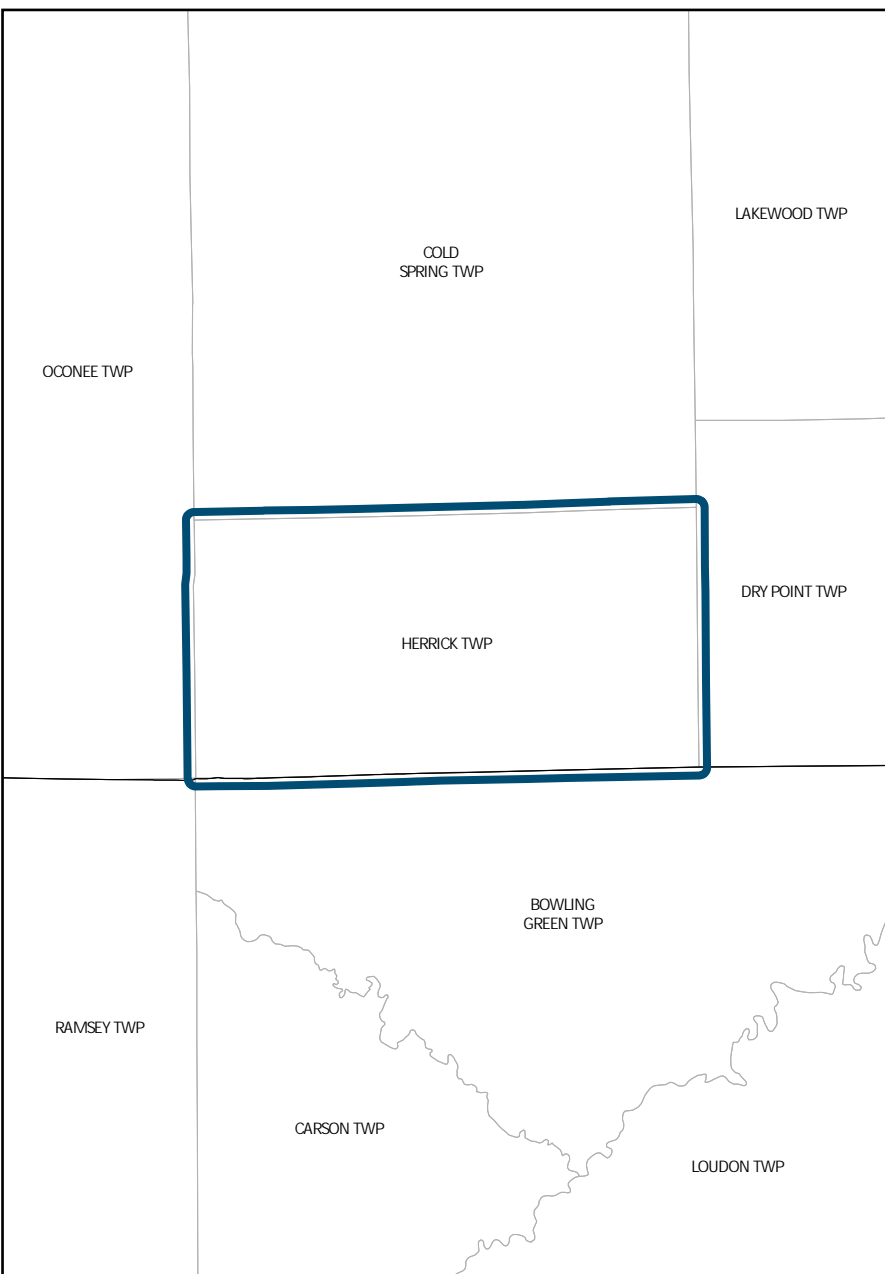 LAKEWOOD TWP
COLD
SPRING TWP
OCONEE TWP
DRY POINT TWP
HERRICK TWP
BOWLING
GREEN TWP
RAMSEY TWP
CARSON TWP
LOUDON TWP